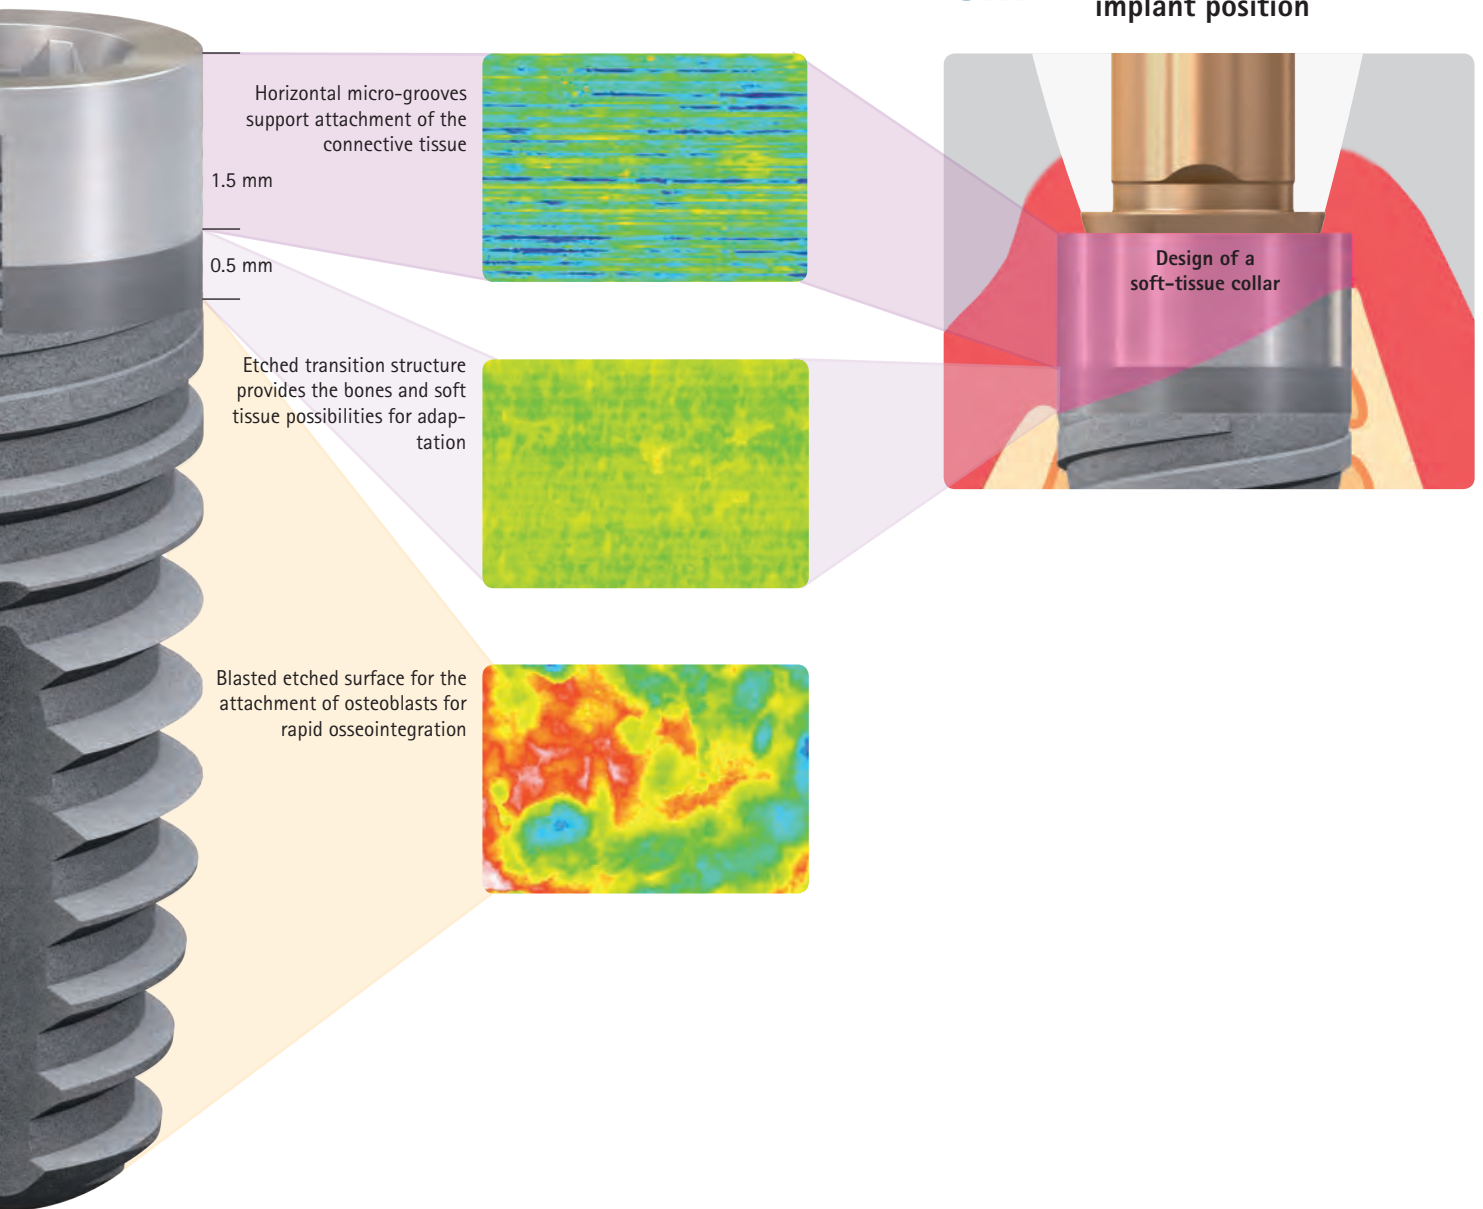 implant position
Horizontal micro-grooves
support attachment of the
connective tissue
1.5 mm
0.5 mm
Design of a
soft-tissue collar
Etched transition structure
provides the bones and soft
tissue possibilities for adap-
tation
Blasted etched surface for the
attachment of osteoblasts for
rapid osseointegration